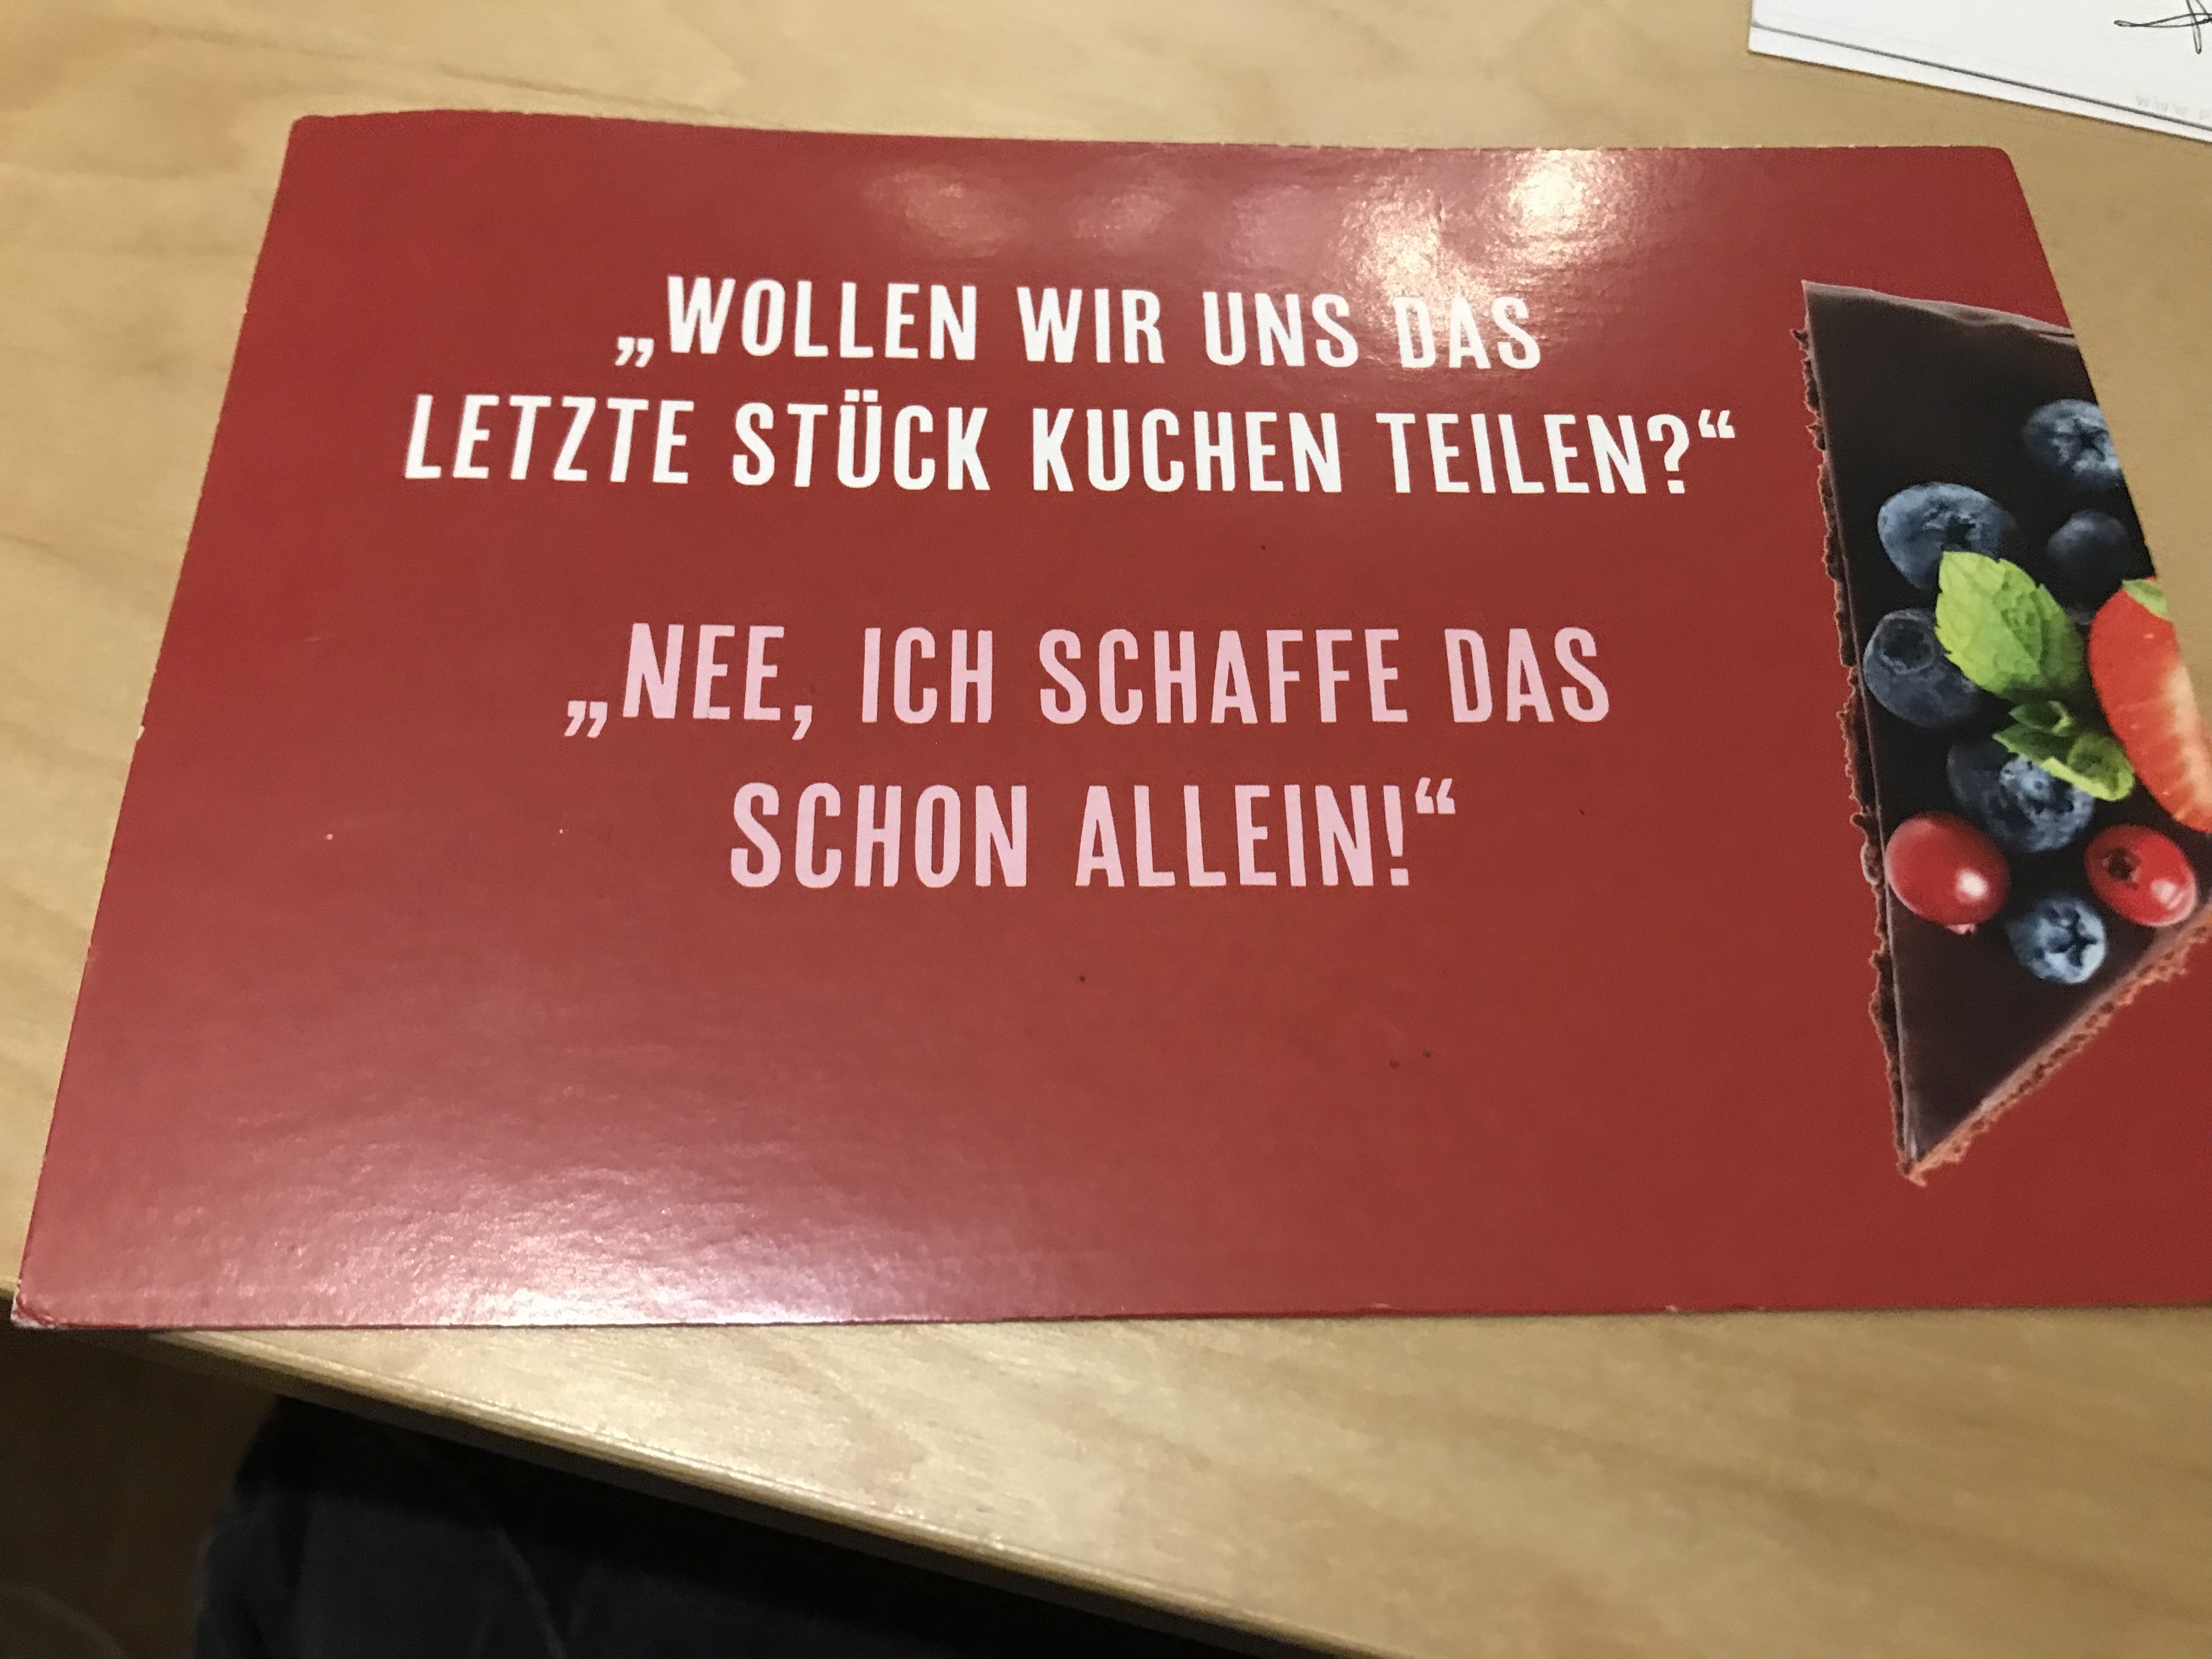 „WOLLEN WIR UNS DAS
LETZTE STÜCK KUCHEN TEILEN?“
„NEE, ICH SCHAFFE DAS
SCHON ALLEIN!“